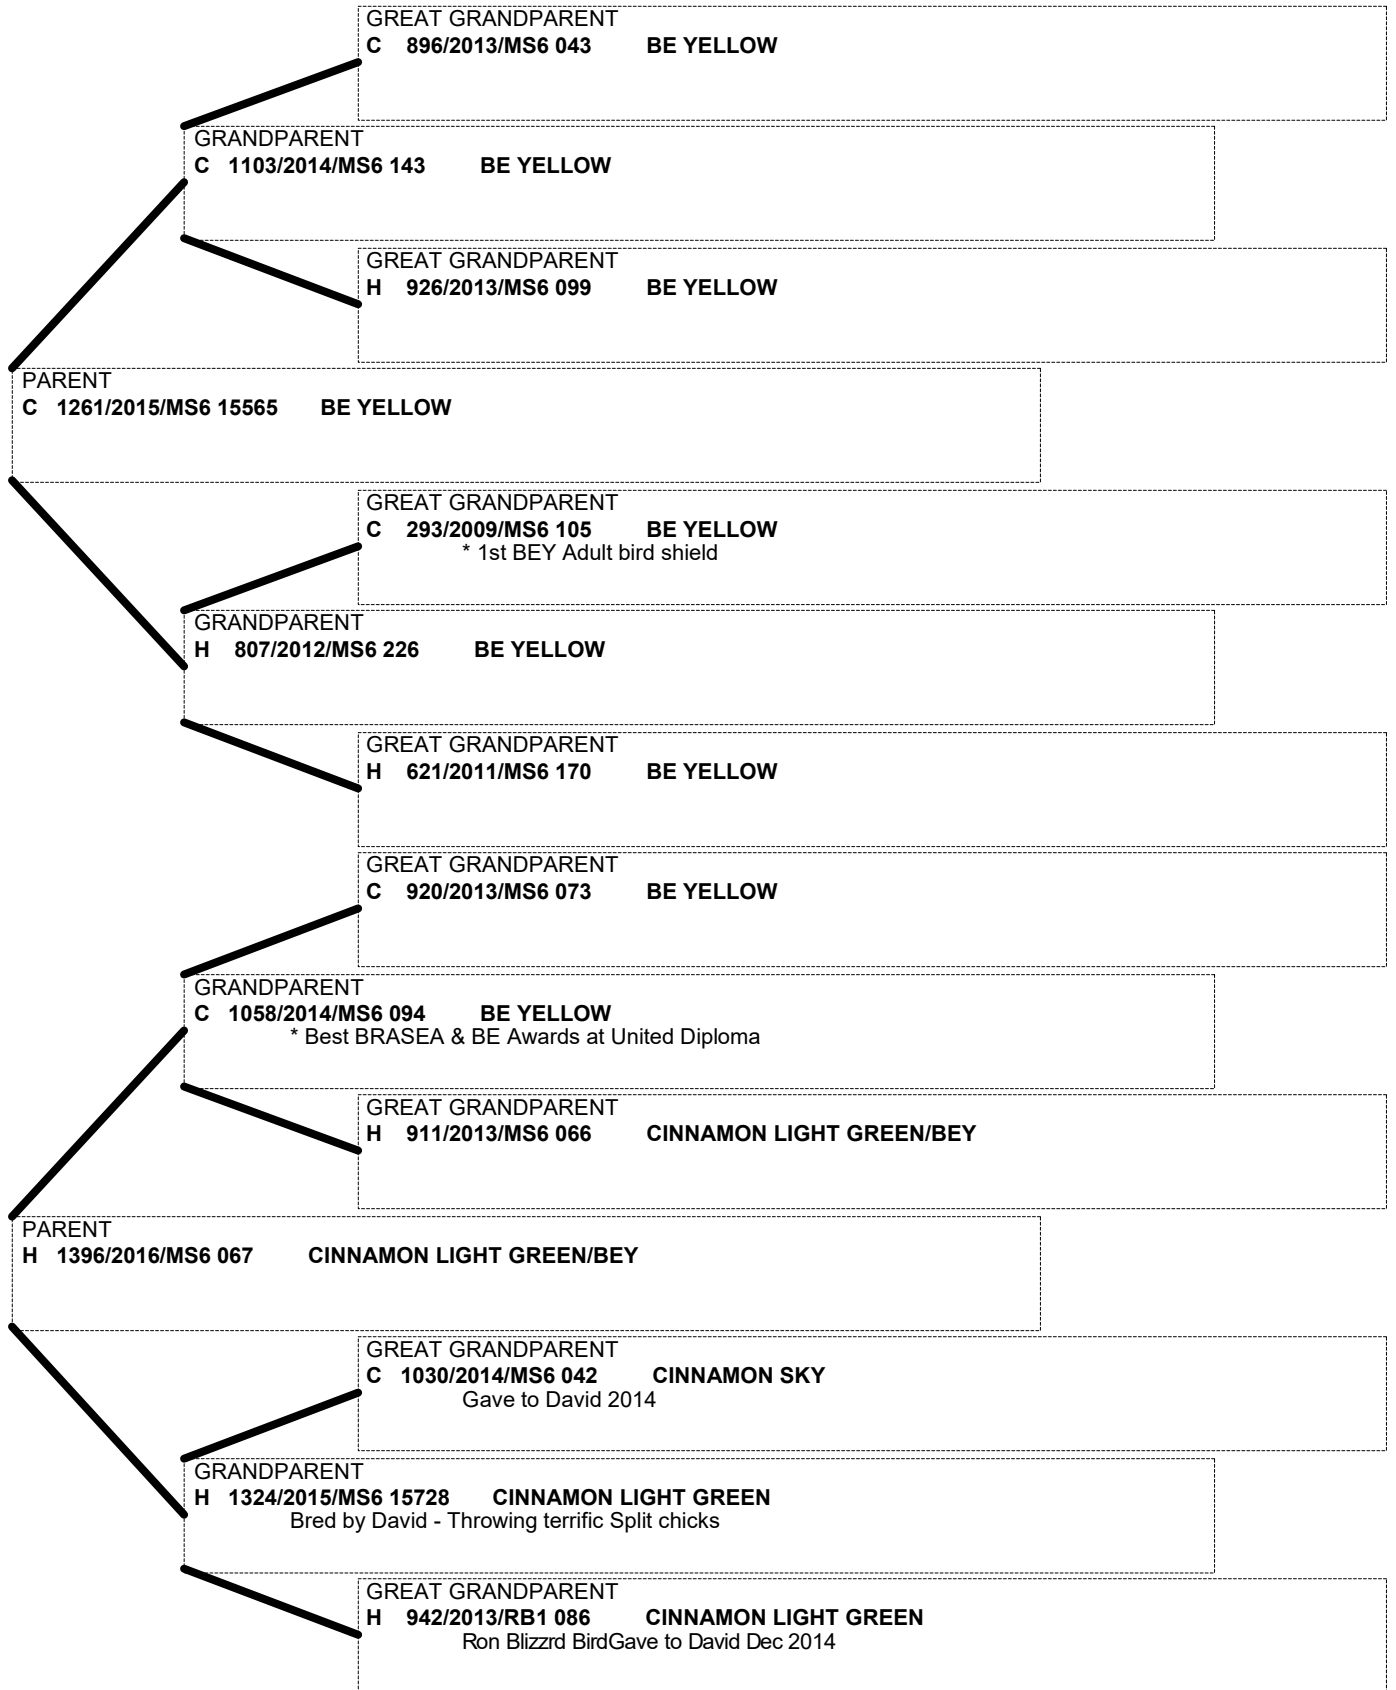 GREAT GRANDPARENT
C 896/2013/MS6 043 BE YELLOW
GRANDPARENT
C 1103/2014/MS6 143 BE YELLOW
GREAT GRANDPARENT
H 926/2013/MS6 099 BE YELLOW
PARENT
C 1261/2015/MS6 15565 BE YELLOW
GREAT GRANDPARENT
C 293/2009/MS6 105 BE YELLOW
* 1st BEY Adult bird shield
GRANDPARENT
H 807/2012/MS6 226 BE YELLOW
GREAT GRANDPARENT
H 621/2011/MS6 170 BE YELLOW
GREAT GRANDPARENT
C 920/2013/MS6 073 BE YELLOW
GRANDPARENT
C 1058/2014/MS6 094 BE YELLOW
* Best BRASEA & BE Awards at United Diploma
GREAT GRANDPARENT
H 911/2013/MS6 066 CINNAMON LIGHT GREEN/BEY
PARENT
H 1396/2016/MS6 067 CINNAMON LIGHT GREEN/BEY
GREAT GRANDPARENT
C 1030/2014/MS6 042 CINNAMON SKY
Gave to David 2014
GRANDPARENT
H 1324/2015/MS6 15728 CINNAMON LIGHT GREEN
Bred by David - Throwing terrific Split chicks
GREAT GRANDPARENT
H 942/2013/RB1 086 CINNAMON LIGHT GREEN
Ron Blizzrd BirdGave to David Dec 2014